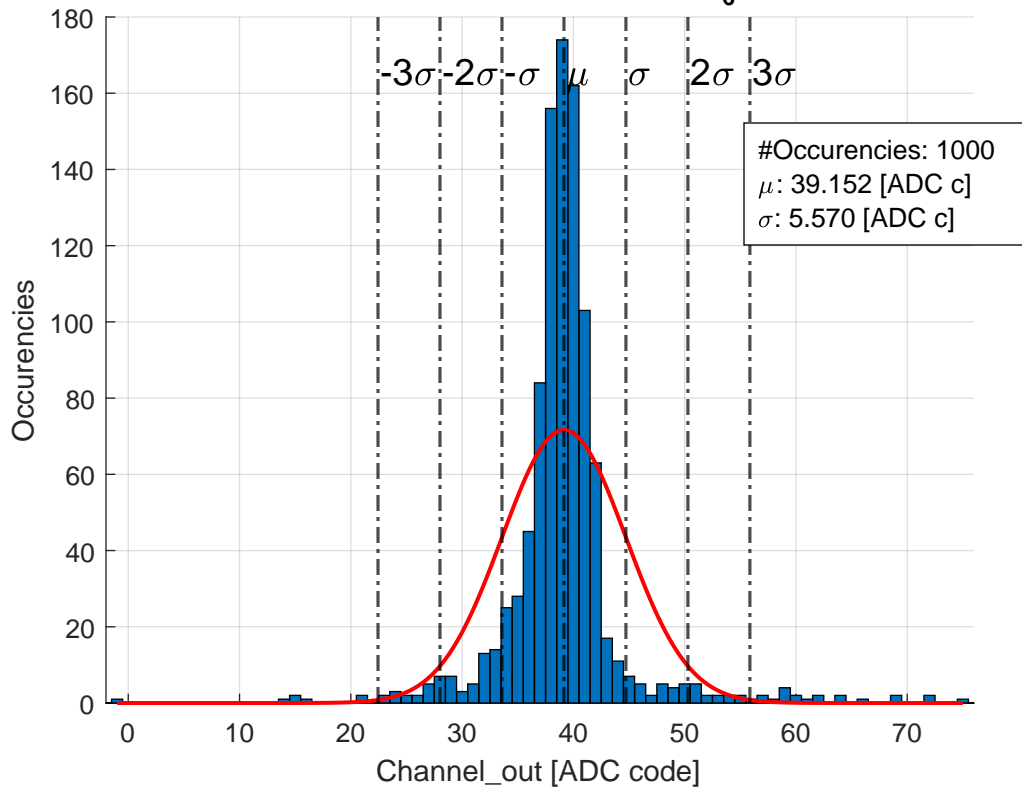 180
160
140
120
100
80
60
40
20
0
Occurencies
-3σ -2σ -σ μ σ 2σ 3σ
#Occurencies: 1000
μ: 39.152 [ADC c]
σ: 5.570 [ADC c]
0 10 20 30 40 50 60 70
Channel_out [ADC code]